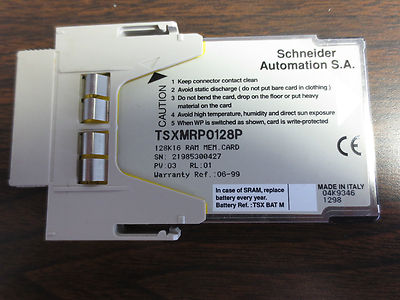 Schneider
Automation S.A.
CAUTION
1 Keep connector contact clean
2 Avoid static discharge ( do not put bare card in clothing )
3 Do not bend the card, drop on the floor or put heavy
material on the card
4 Avoid high temperature, humidity and direct sun exposure
5 When WP is switched as shown, card is write-protected
TSXMRP0128P
128K16 RAM MEM.CARD
SN: 21985300427
PV:03 RL:01
Warranty Ref.:06-99
CE
In case of SRAM, replace
battery every year.
Battery Ref.:TSX BAT M
MADE IN ITALY
04K9346
1298